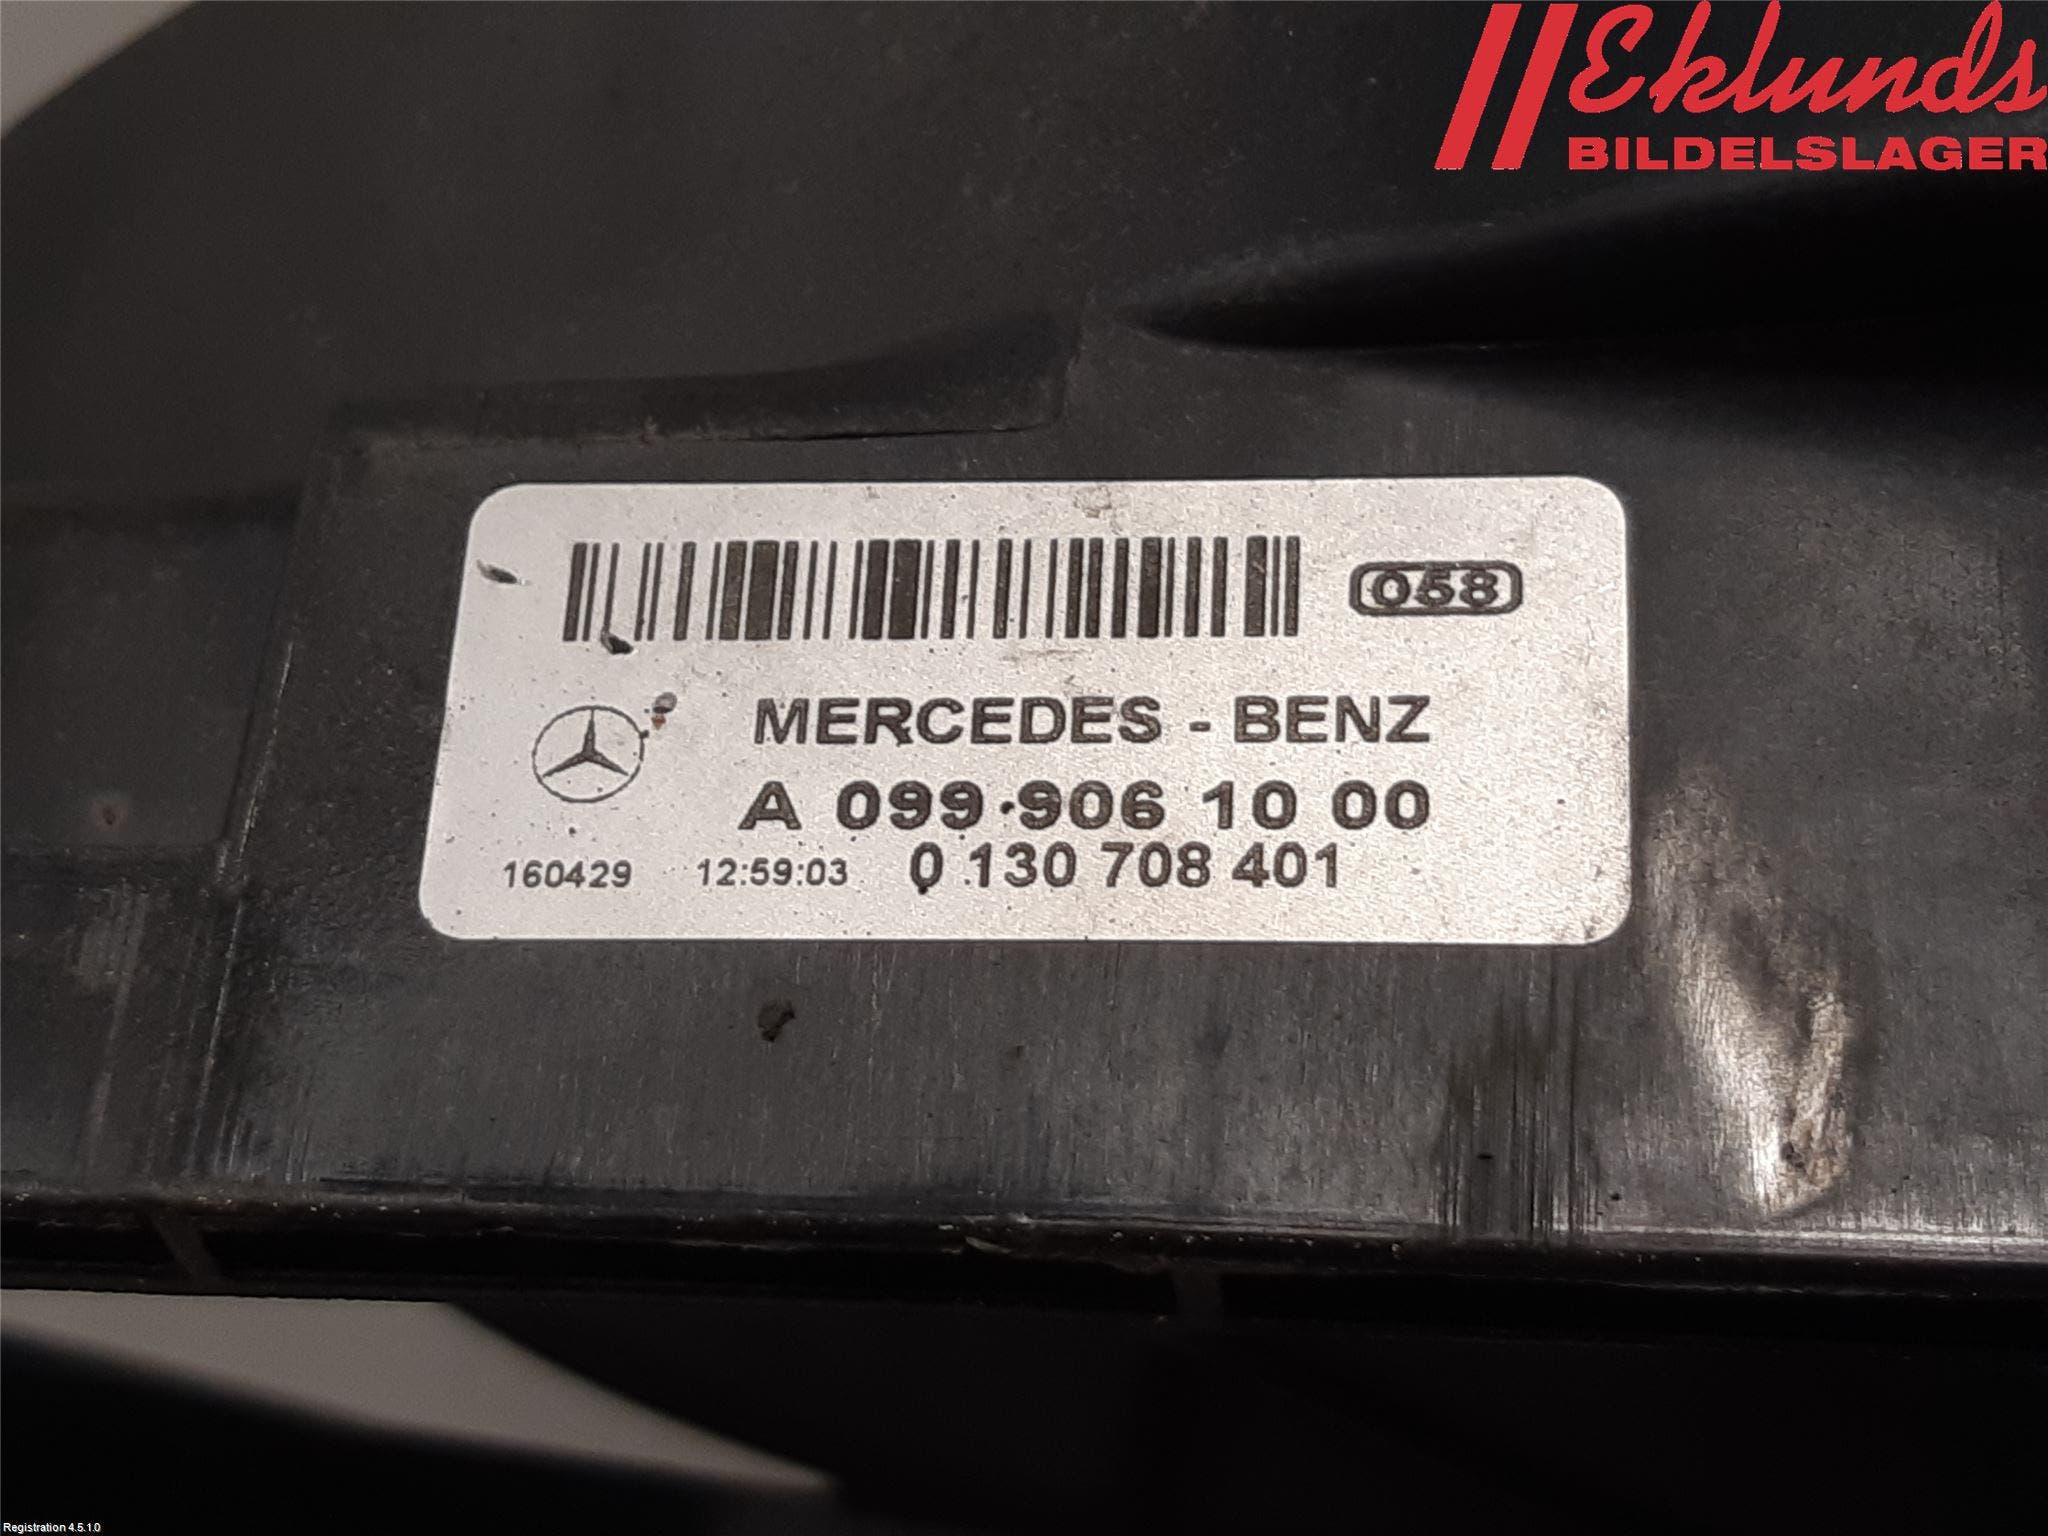 Eklunds
BILDELSLAGER
058
MERCEDES - BENZ
A 099 906 10 00
160429 12:59:03 0 130 708 401
Registration 4.5.1.0